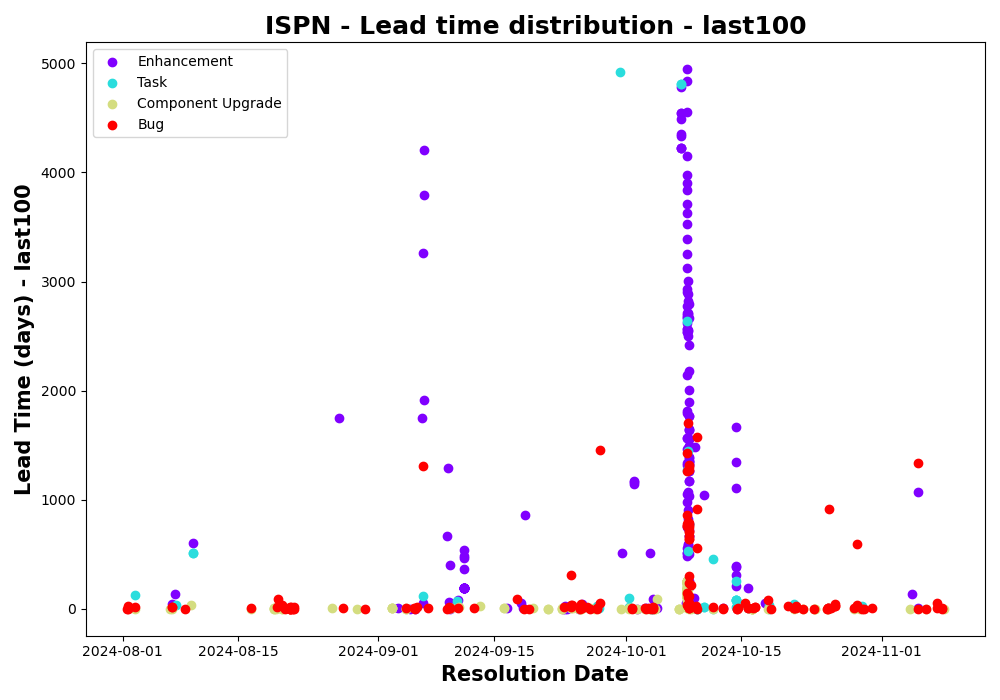 ISPN - Lead time distribution - last100
Enhancement
Task
Component Upgrade
Bug
Lead Time (days) - last100
5000
4000
3000
2000
1000
0
2024-08-01
2024-08-15
2024-09-01
2024-09-15
2024-10-01
2024-10-15
2024-11-01
Resolution Date